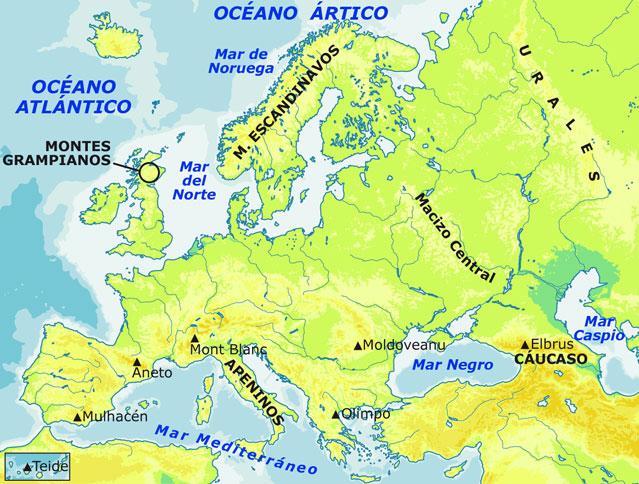 OCÉANO ÁRTICO
Mar de
Noruega
OCÉANO
ATLÁNTICO
M. ESCANDINAVOS
URALES
MONTES
GRAMPIANOS
Mar
del
Norte
Macizo Central
Mar
Caspio
Mont Blanc
Moldoveanu
Elbrus
CÁUCASO
Mar Negro
Aneto
APENINOS
Mulhacén
Olimpo
Mar Mediterráneo
Teide